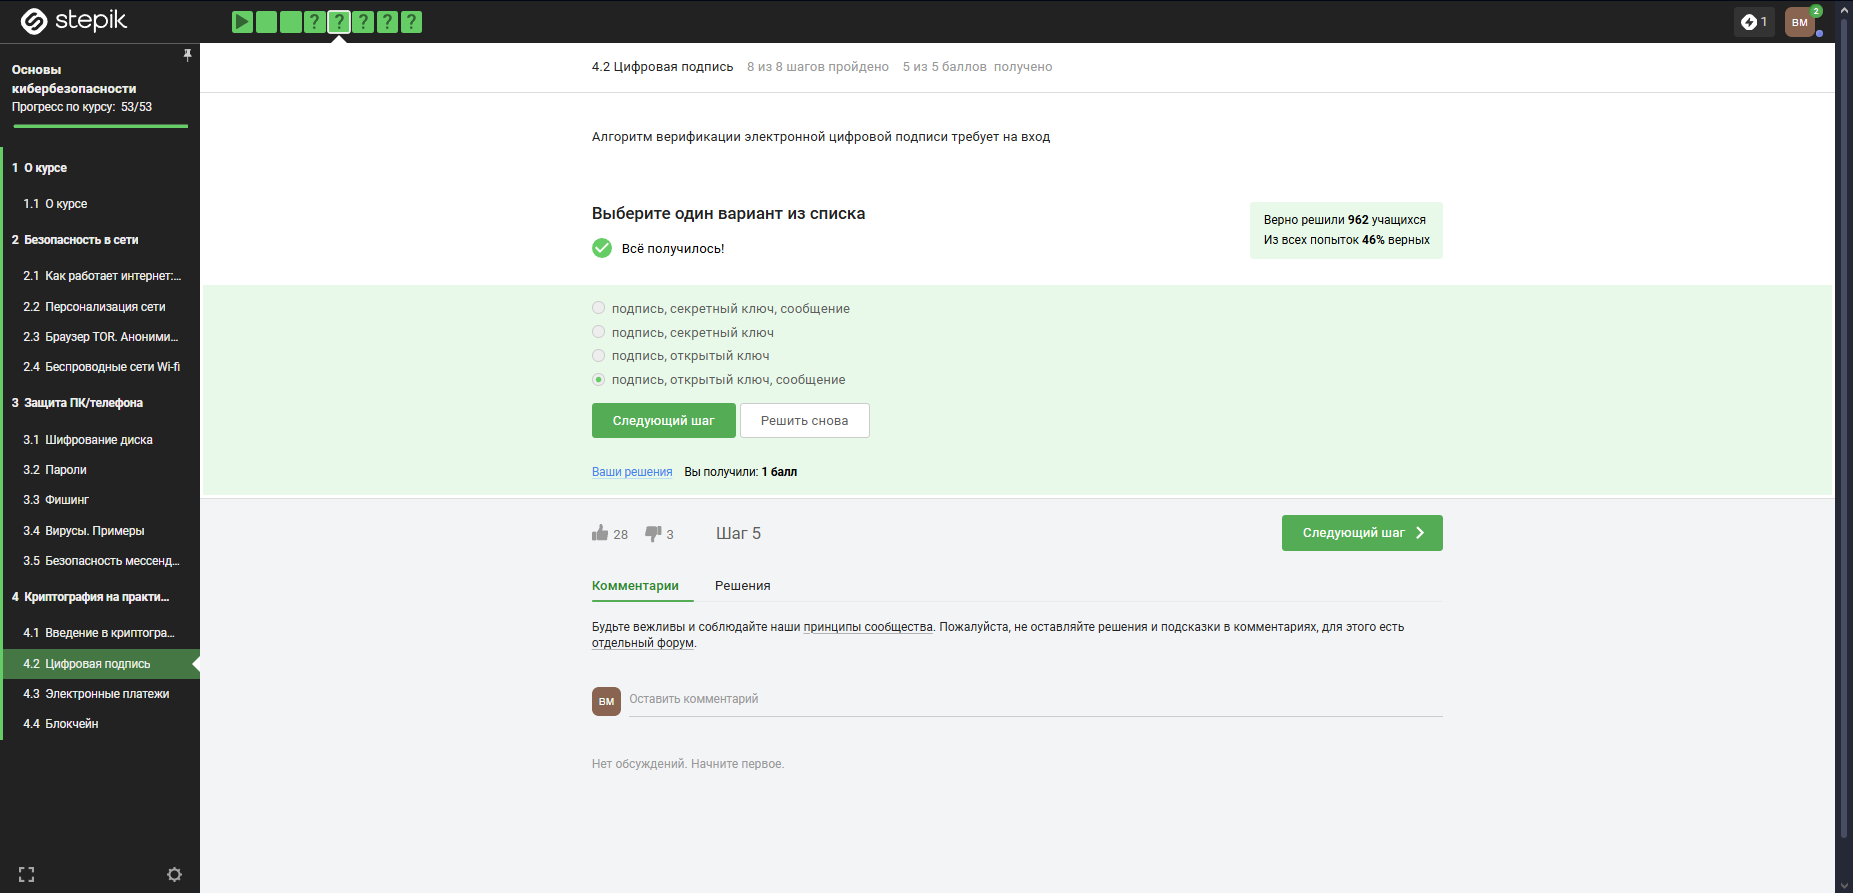 stepik
? ? ? ? ?
1
ВМ
2
Основы
кибербезопасности
Прогресс по курсу: 53/53
1 О курсе
1.1 О курсе
2 Безопасность в сети
2.1 Как работает интернет:...
2.2 Персонализация сети
2.3 Браузер TOR. Аноними...
2.4 Беспроводные сети Wi-fi
3 Защита ПК/телефона
3.1 Шифрование диска
3.2 Пароли
3.3 Фишинг
3.4 Вирусы. Примеры
3.5 Безопасность мессенд...
4 Криптография на практи...
4.1 Введение в криптогра...
4.2 Цифровая подпись
4.3 Электронные платежи
4.4 Блокчейн
4.2 Цифровая подпись 8 из 8 шагов пройдено 5 из 5 баллов получено
Алгоритм верификации электронной цифровой подписи требует на вход
Выберите один вариант из списка
Всё получилось!
Верно решили 962 учащихся
Из всех попыток 46% верных
подпись, секретный ключ, сообщение
подпись, секретный ключ
подпись, открытый ключ
подпись, открытый ключ, сообщение
Следующий шаг Решить снова
Ваши решения Вы получили: 1 балл
28 3 Шаг 5 Следующий шаг
Комментарии Решения
Будьте вежливы и соблюдайте наши принципы сообщества. Пожалуйста, не оставляйте решения и подсказки в комментариях, для этого есть
отдельный форум.
ВМ Оставить комментарий
Нет обсуждений. Начните первое.